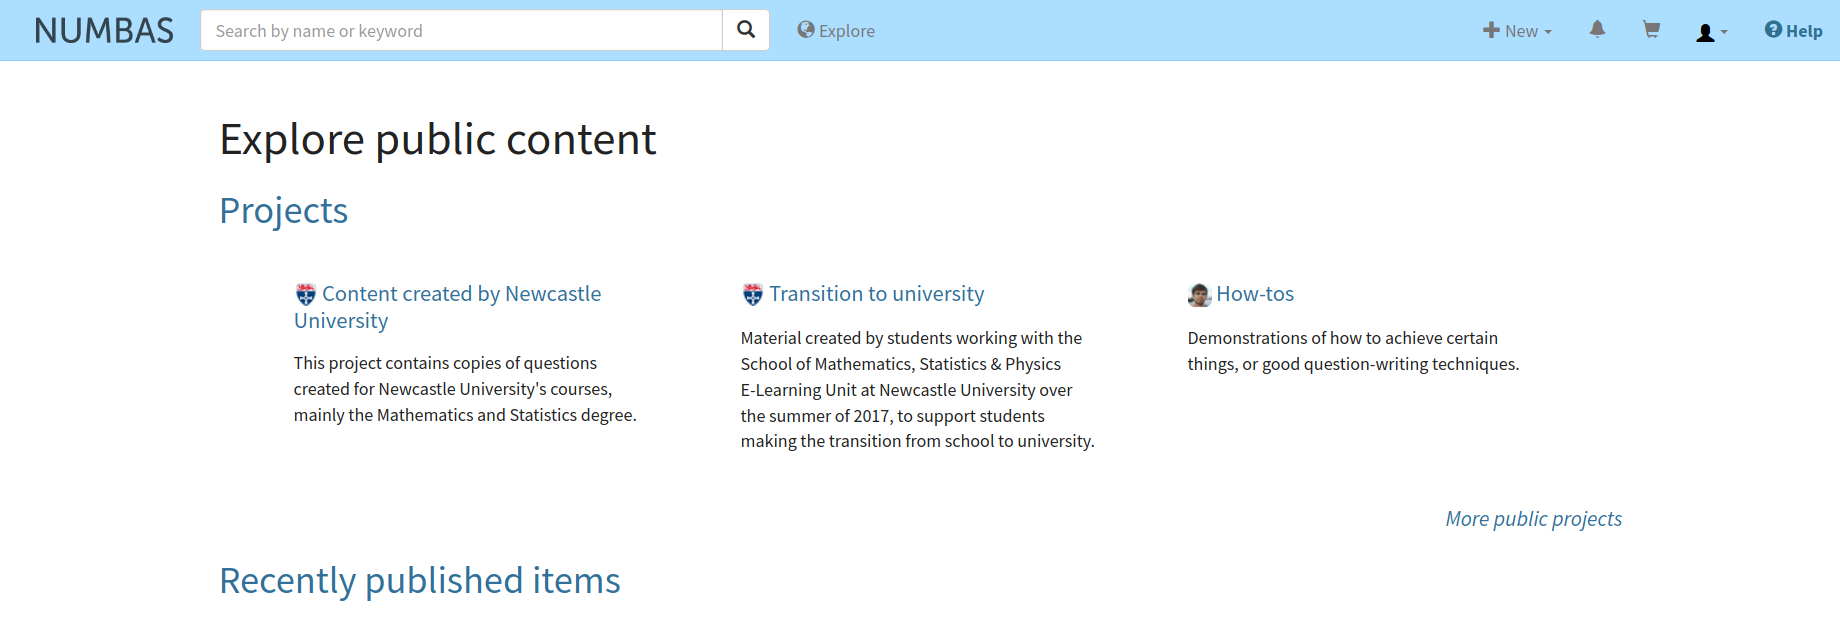 NUMBAS
Search by name or keyword
Explore
New
Help
Explore public content
Projects
Content created by Newcastle
University
This project contains copies of questions
created for Newcastle University's courses,
mainly the Mathematics and Statistics degree.
Transition to university
Material created by students working with the
School of Mathematics, Statistics & Physics
E-Learning Unit at Newcastle University over
the summer of 2017, to support students
making the transition from school to university.
How-tos
Demonstrations of how to achieve certain
things, or good question-writing techniques.
More public projects
Recently published items